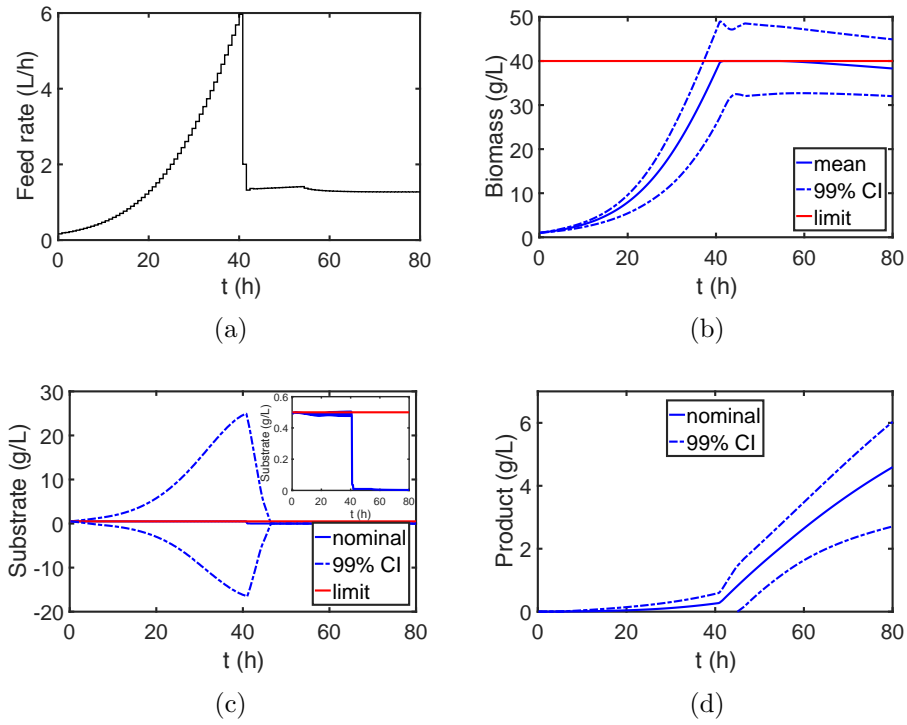 6
4
2
0
Feed rate (L/h)
0 20 40 60 80
t (h)
(a)
50
40
30
20
10
0
Biomass (g/L)
mean
99% CI
limit
0 20 40 60 80
t (h)
(b)
30
20
10
0
-10
-20
Substrate (g/L)
0.6
0.4
0.2
0
Substrate (g/L)
0 20 40 60 80
t (h)
nominal
99% CI
limit
0 20 40 60 80
t (h)
(c)
6
4
2
0
Product (g/L)
nominal
99% CI
0 20 40 60 80
t (h)
(d)